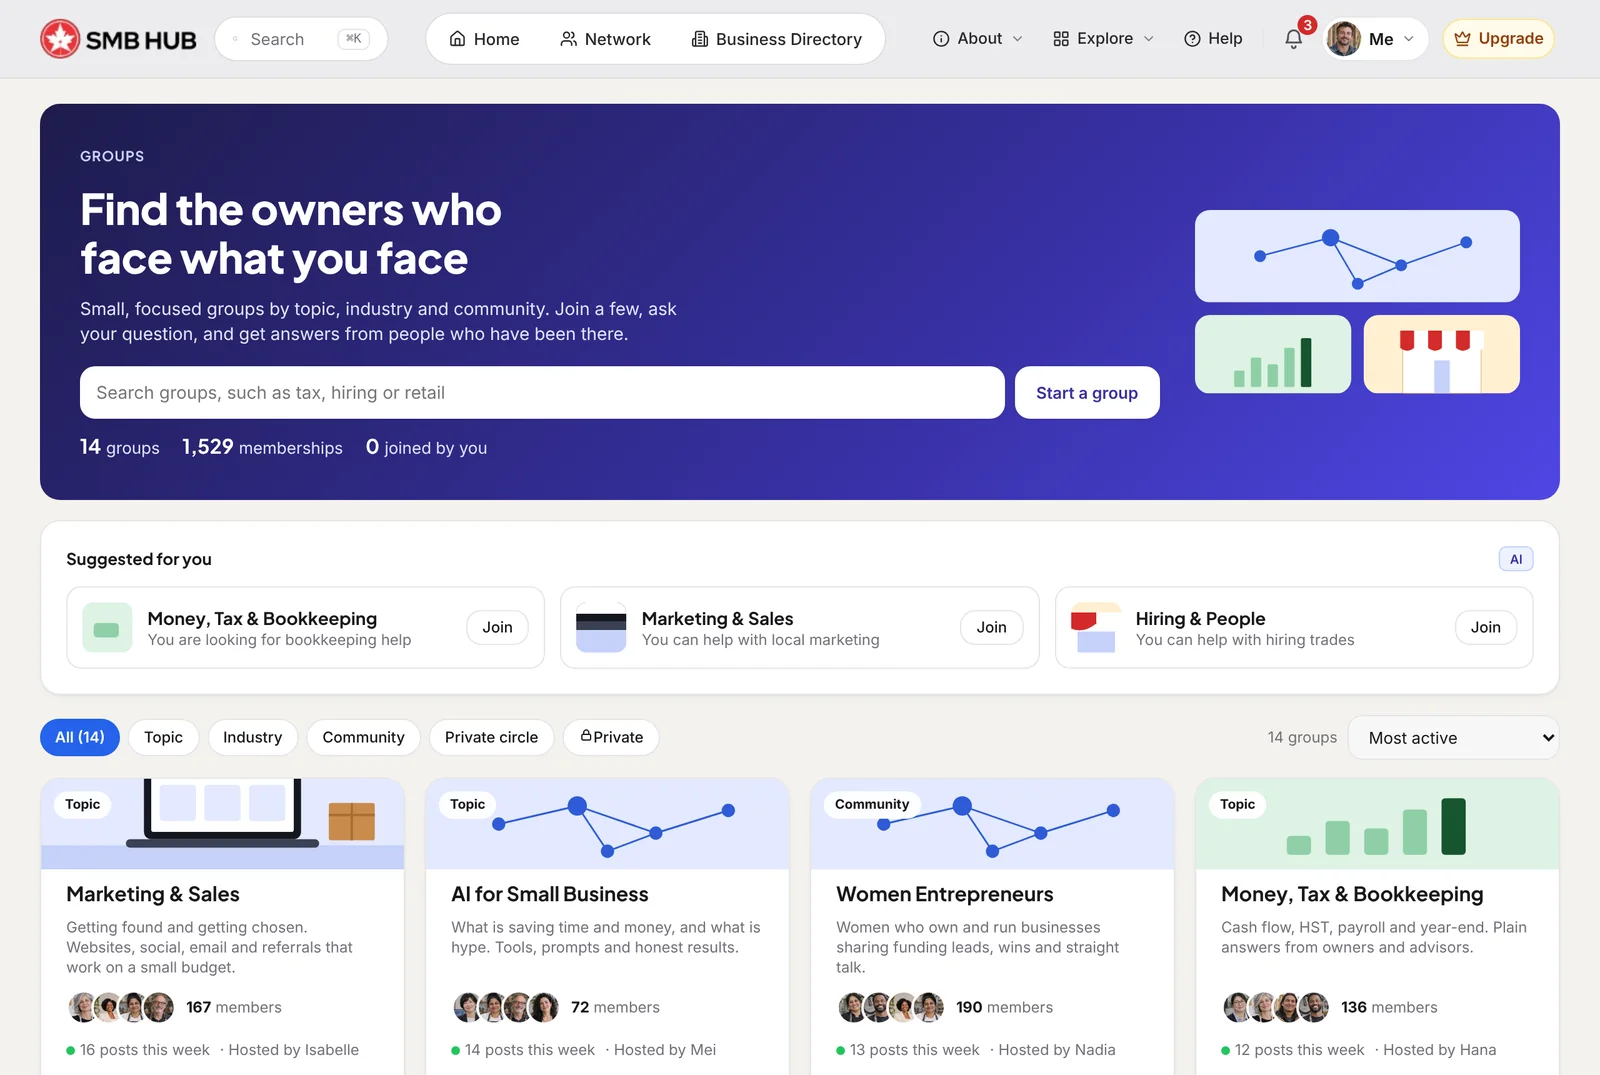 SMB HUB
Search
⌘K
Home
Network
Business Directory
About
Explore
Help
3
Me
Upgrade
GROUPS
Find the owners who
face what you face
Small, focused groups by topic, industry and community. Join a few, ask
your question, and get answers from people who have been there.
Search groups, such as tax, hiring or retail
Start a group
14 groups
1,529 memberships
0 joined by you
Suggested for you
AI
Money, Tax & Bookkeeping
You are looking for bookkeeping help
Join
Marketing & Sales
You can help with local marketing
Join
Hiring & People
You can help with hiring trades
Join
All (14)
Topic
Industry
Community
Private circle
Private
14 groups
Most active
Topic
Marketing & Sales
Getting found and getting chosen.
Websites, social, email and referrals that
work on a small budget.
167 members
16 posts this week · Hosted by Isabelle
Topic
AI for Small Business
What is saving time and money, and what is
hype. Tools, prompts and honest results.
72 members
14 posts this week · Hosted by Mei
Community
Women Entrepreneurs
Women who own and run businesses
sharing funding leads, wins and straight
talk.
190 members
13 posts this week · Hosted by Nadia
Topic
Money, Tax & Bookkeeping
Cash flow, HST, payroll and year-end. Plain
answers from owners and advisors.
136 members
12 posts this week · Hosted by Hana